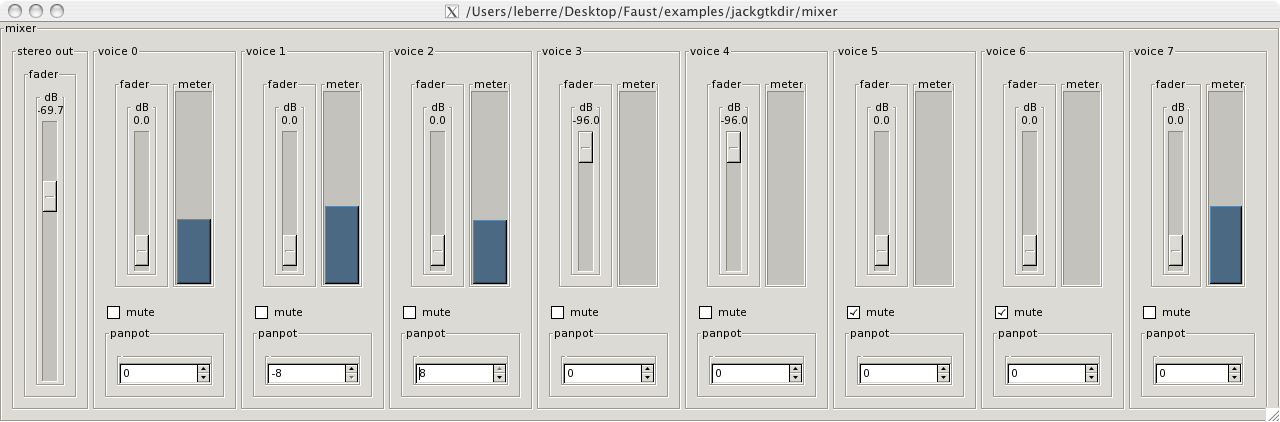 X /Users/leberre/Desktop/Faust/examples/jackgtkdir/mixer
mixer
stereo out
fader
dB
-69.7
voice 0
fader
dB
0.0
meter
mute
panpot
0
voice 1
fader
dB
0.0
meter
mute
panpot
-8
voice 2
fader
dB
0.0
meter
mute
panpot
8
voice 3
fader
dB
-96.0
meter
mute
panpot
0
voice 4
fader
dB
-96.0
meter
mute
panpot
0
voice 5
fader
dB
0.0
meter
mute
panpot
0
voice 6
fader
dB
0.0
meter
mute
panpot
0
voice 7
fader
dB
0.0
meter
mute
panpot
0